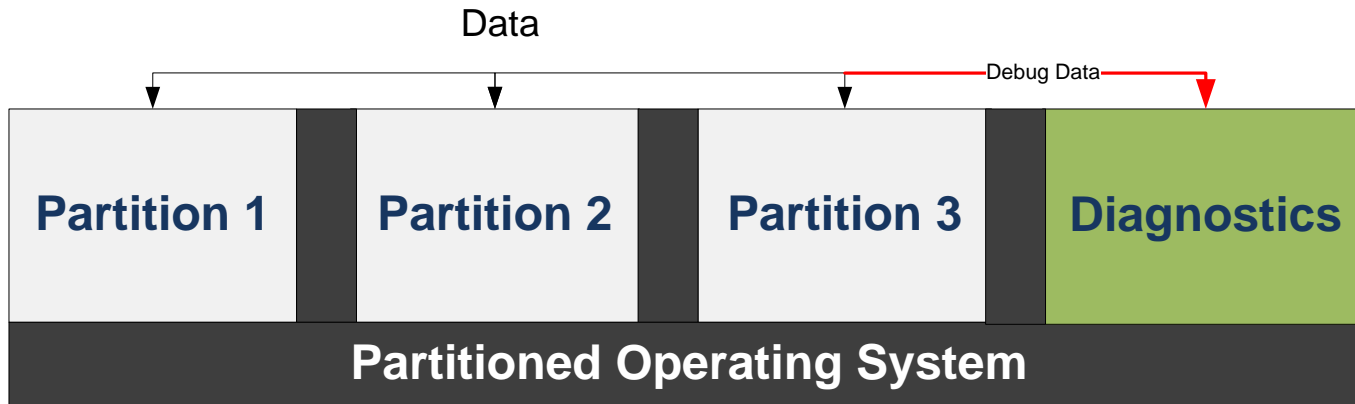 Data
Debug Data
Partition 1
Partition 2
Partition 3
Diagnostics
Partitioned Operating System